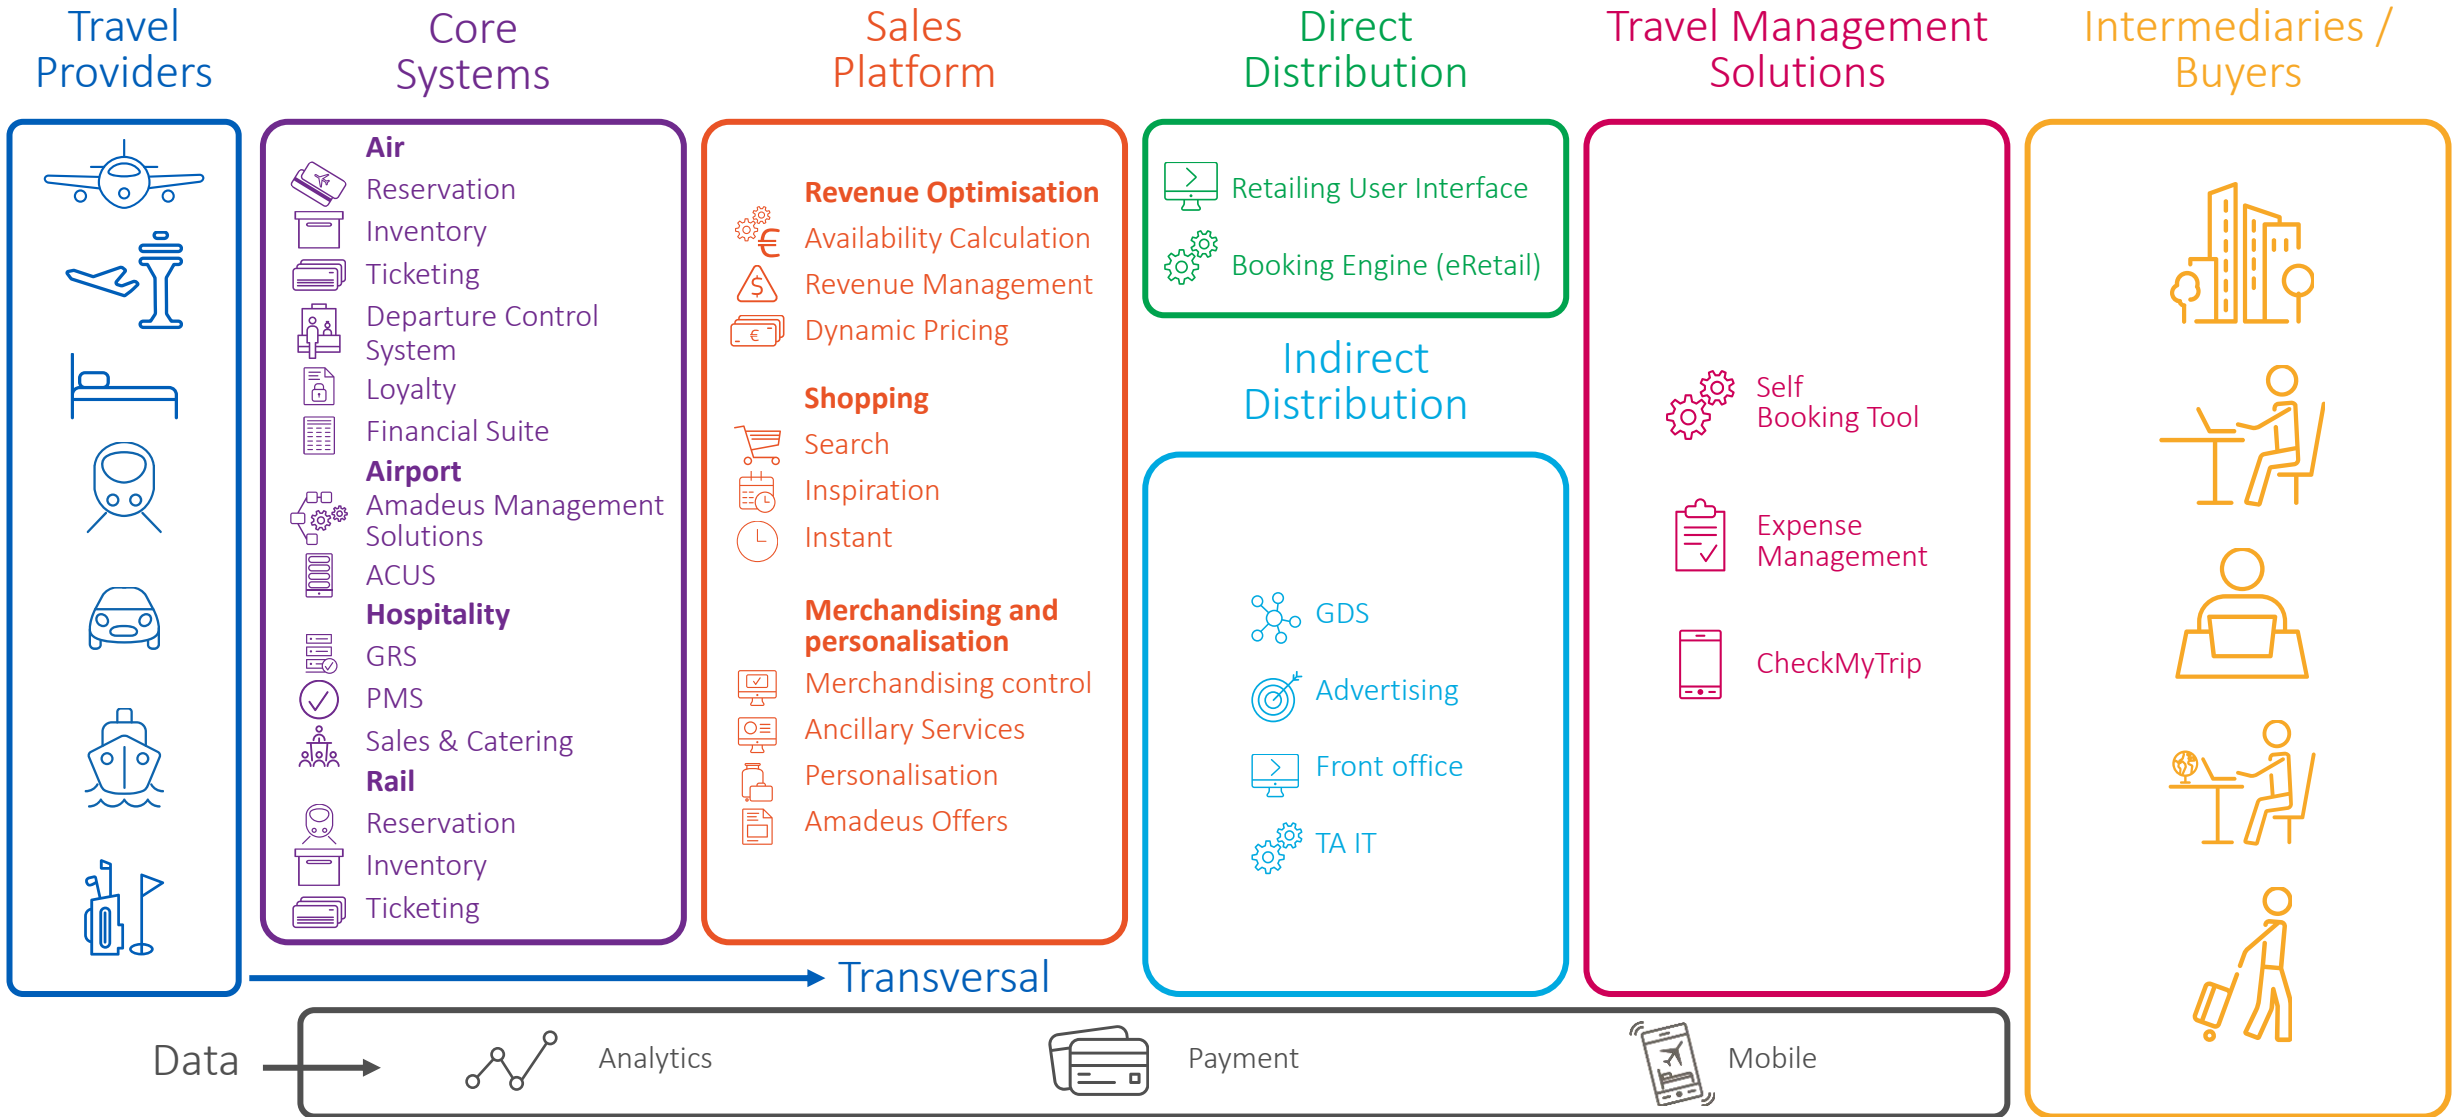 Travel
Providers
Core
Systems
Air
Reservation
Inventory
Ticketing
Departure Control
System
Loyalty
Financial Suite
Airport
Amadeus Management
Solutions
ACUS
Hospitality
GRS
PMS
Sales & Catering
Rail
Reservation
Inventory
Ticketing
Sales
Platform
Revenue Optimisation
Availability Calculation
Revenue Management
Dynamic Pricing
Shopping
Search
Inspiration
Instant
Merchandising and
personalisation
Merchandising control
Ancillary Services
Personalisation
Amadeus Offers
Direct
Distribution
Retailing User Interface
Booking Engine (eRetail)
Indirect
Distribution
GDS
Advertising
Front office
TA IT
Travel Management
Solutions
Self
Booking Tool
Expense
Management
CheckMyTrip
Intermediaries /
Buyers
Transversal
Data
Analytics
Payment
Mobile